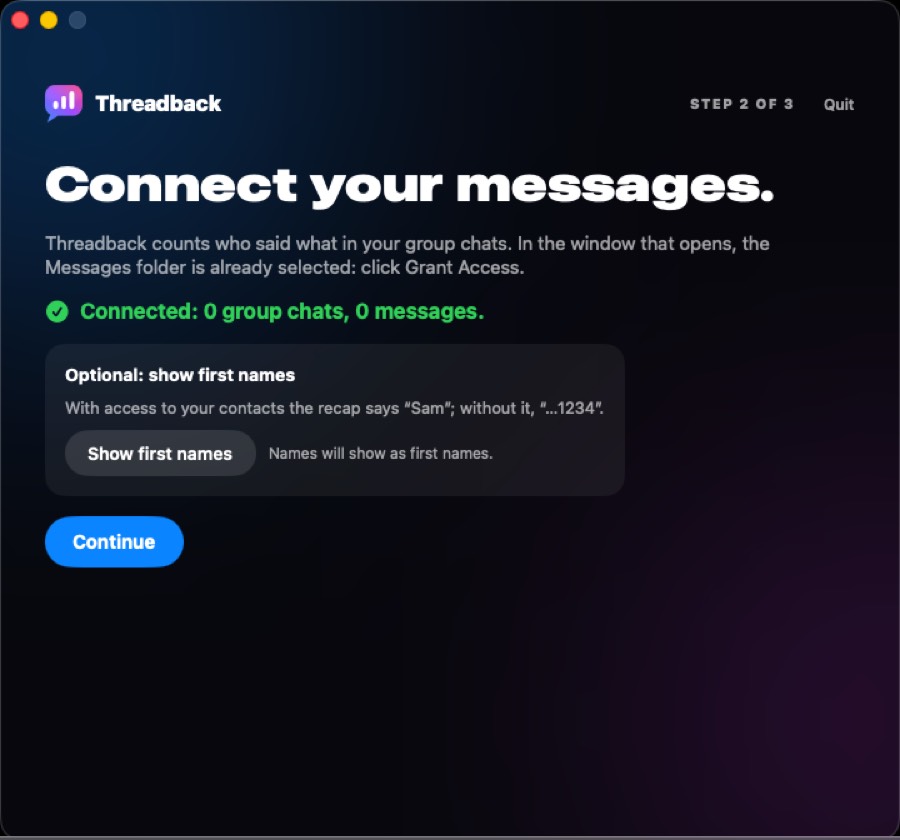 Threadback
STEP 2 OF 3
Quit
Connect your messages.
Threadback counts who said what in your group chats. In the window that opens, the
Messages folder is already selected: click Grant Access.
Connected: 0 group chats, 0 messages.
Optional: show first names
With access to your contacts the recap says “Sam”; without it, “…1234”.
Show first names
Names will show as first names.
Continue